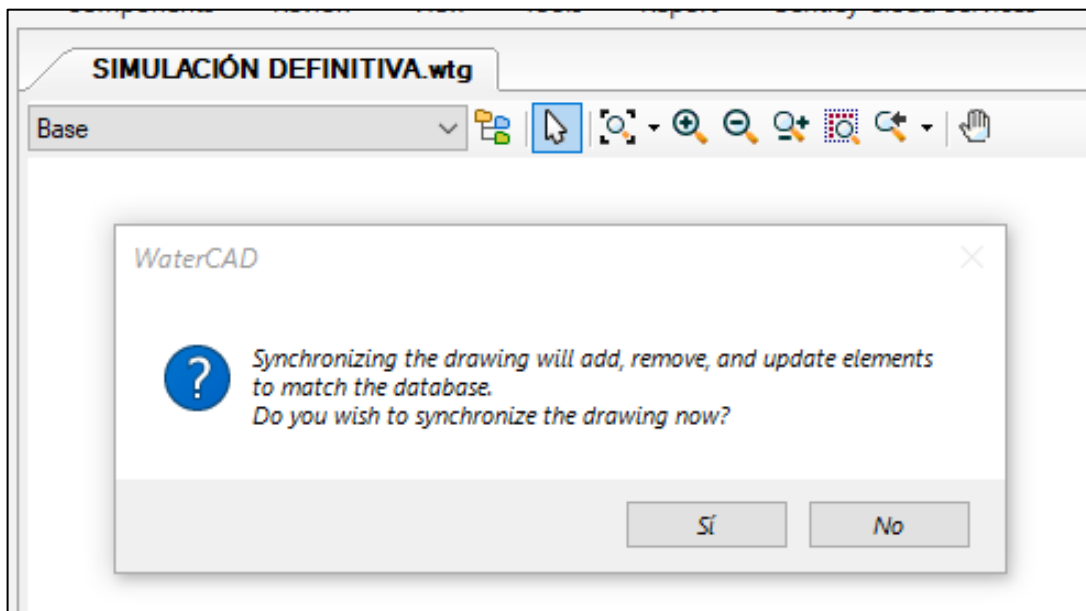 SIMULACIÓN DEFINITIVA.wtg
Base
WaterCAD
Synchronizing the drawing will add, remove, and update elements
to match the database.
Do you wish to synchronize the drawing now?
Sí No